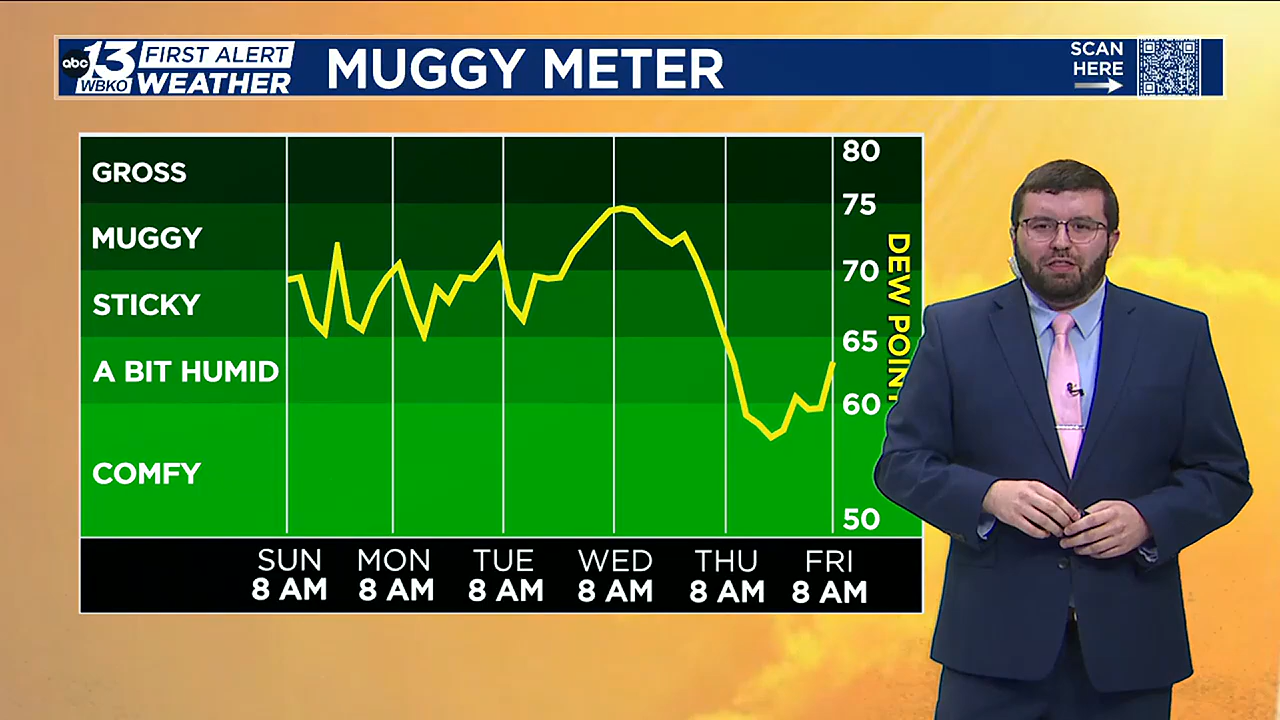 abc 13
WBKO
FIRST ALERT
WEATHER
MUGGY METER
SCAN
HERE
GROSS
MUGGY
STICKY
A BIT HUMID
COMFY
80
75
70
65
60
50
DEW POINT
SUN MON TUE WED THU FRI
8 AM 8 AM 8 AM 8 AM 8 AM 8 AM